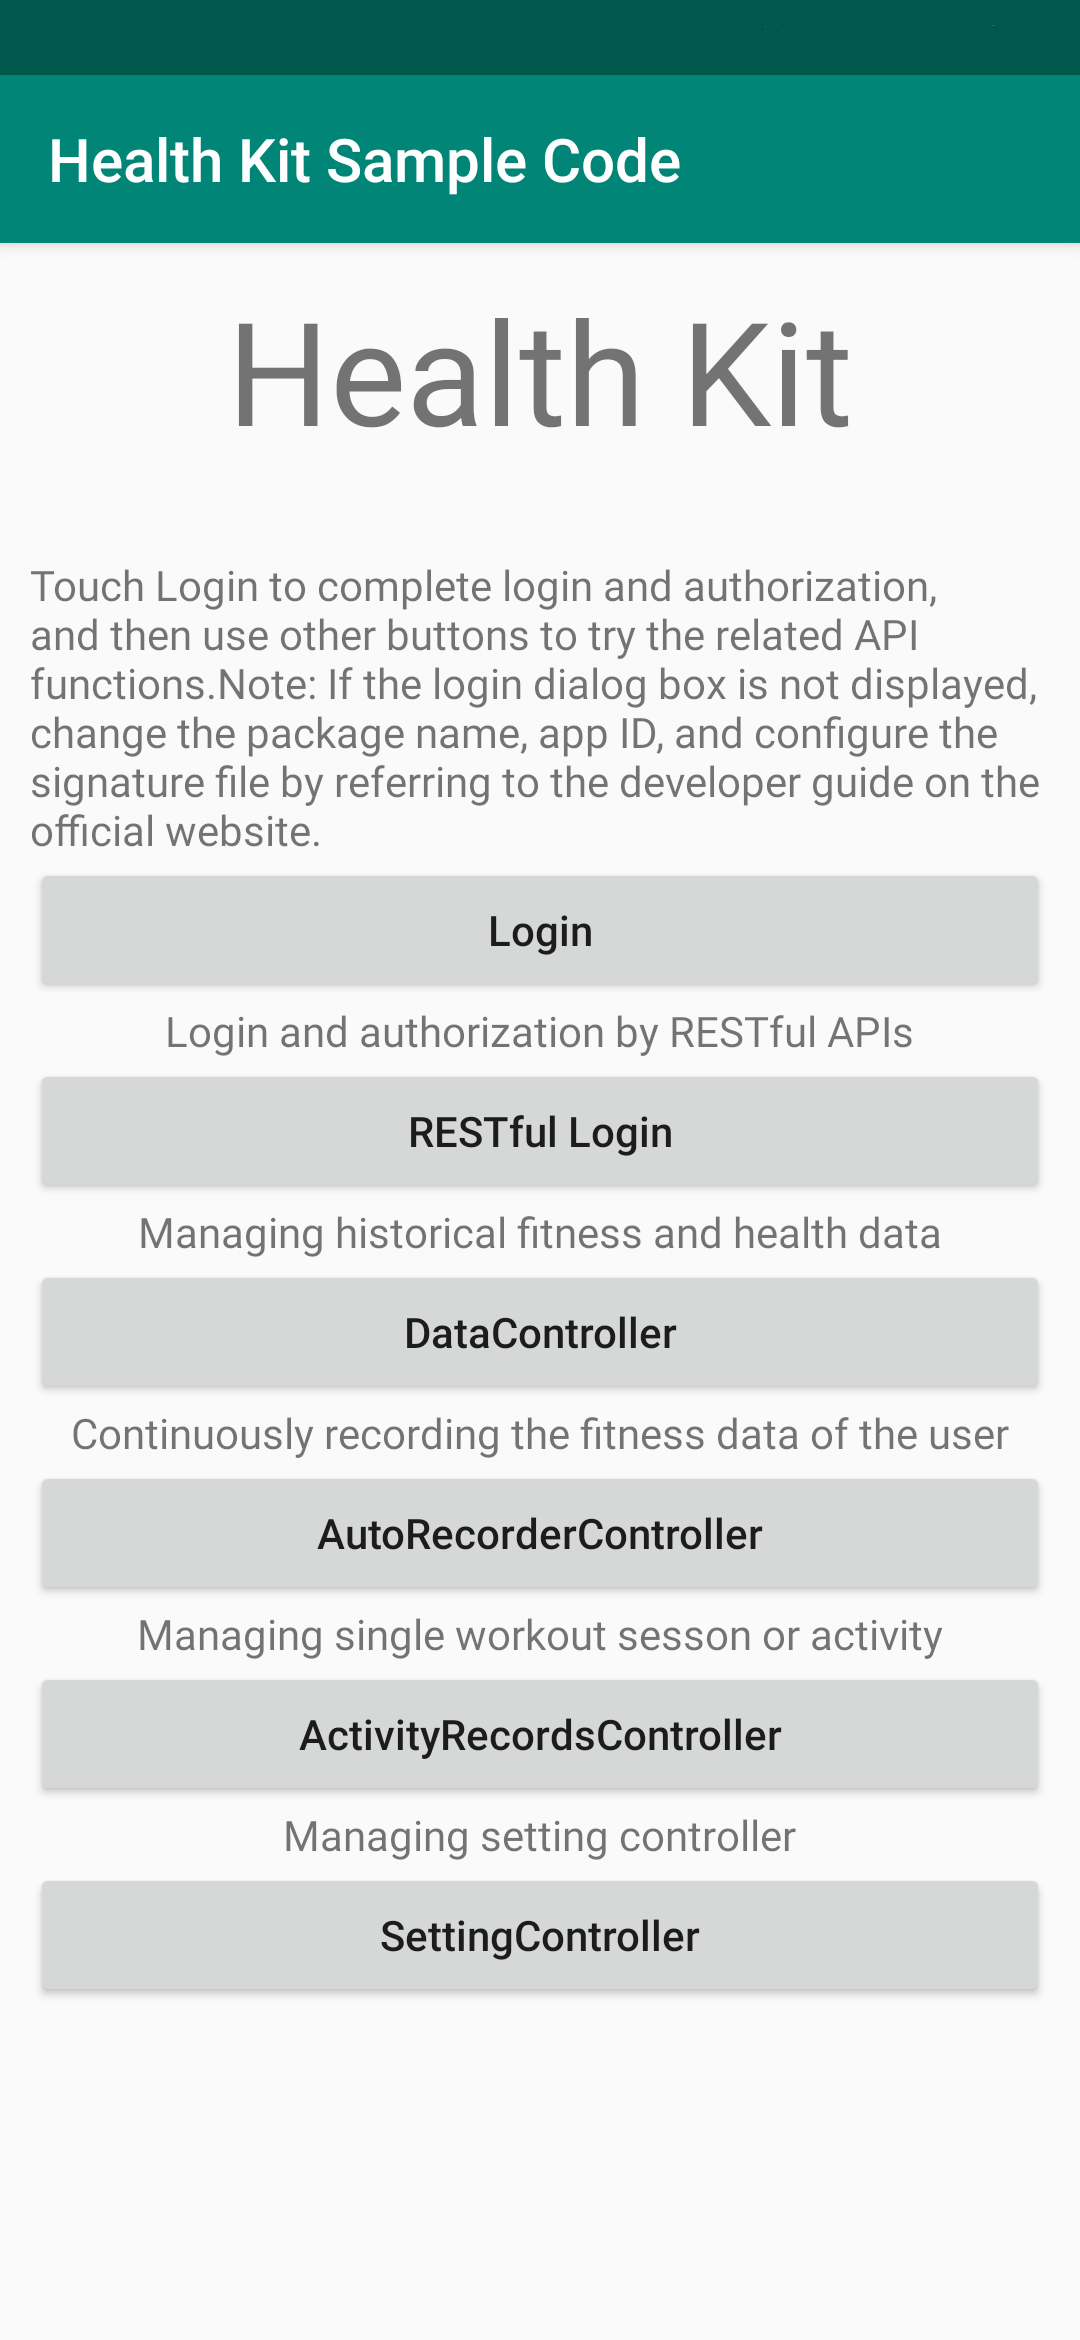 Health Kit Sample Code
Health Kit
Touch Login to complete login and authorization,
and then use other buttons to try the related API
functions.Note: If the login dialog box is not displayed,
change the package name, app ID, and configure the
signature file by referring to the developer guide on the
official website.
Login
Login and authorization by RESTful APIs
RESTful Login
Managing historical fitness and health data
DataController
Continuously recording the fitness data of the user
AutoRecorderController
Managing single workout sesson or activity
ActivityRecordsController
Managing setting controller
SettingController